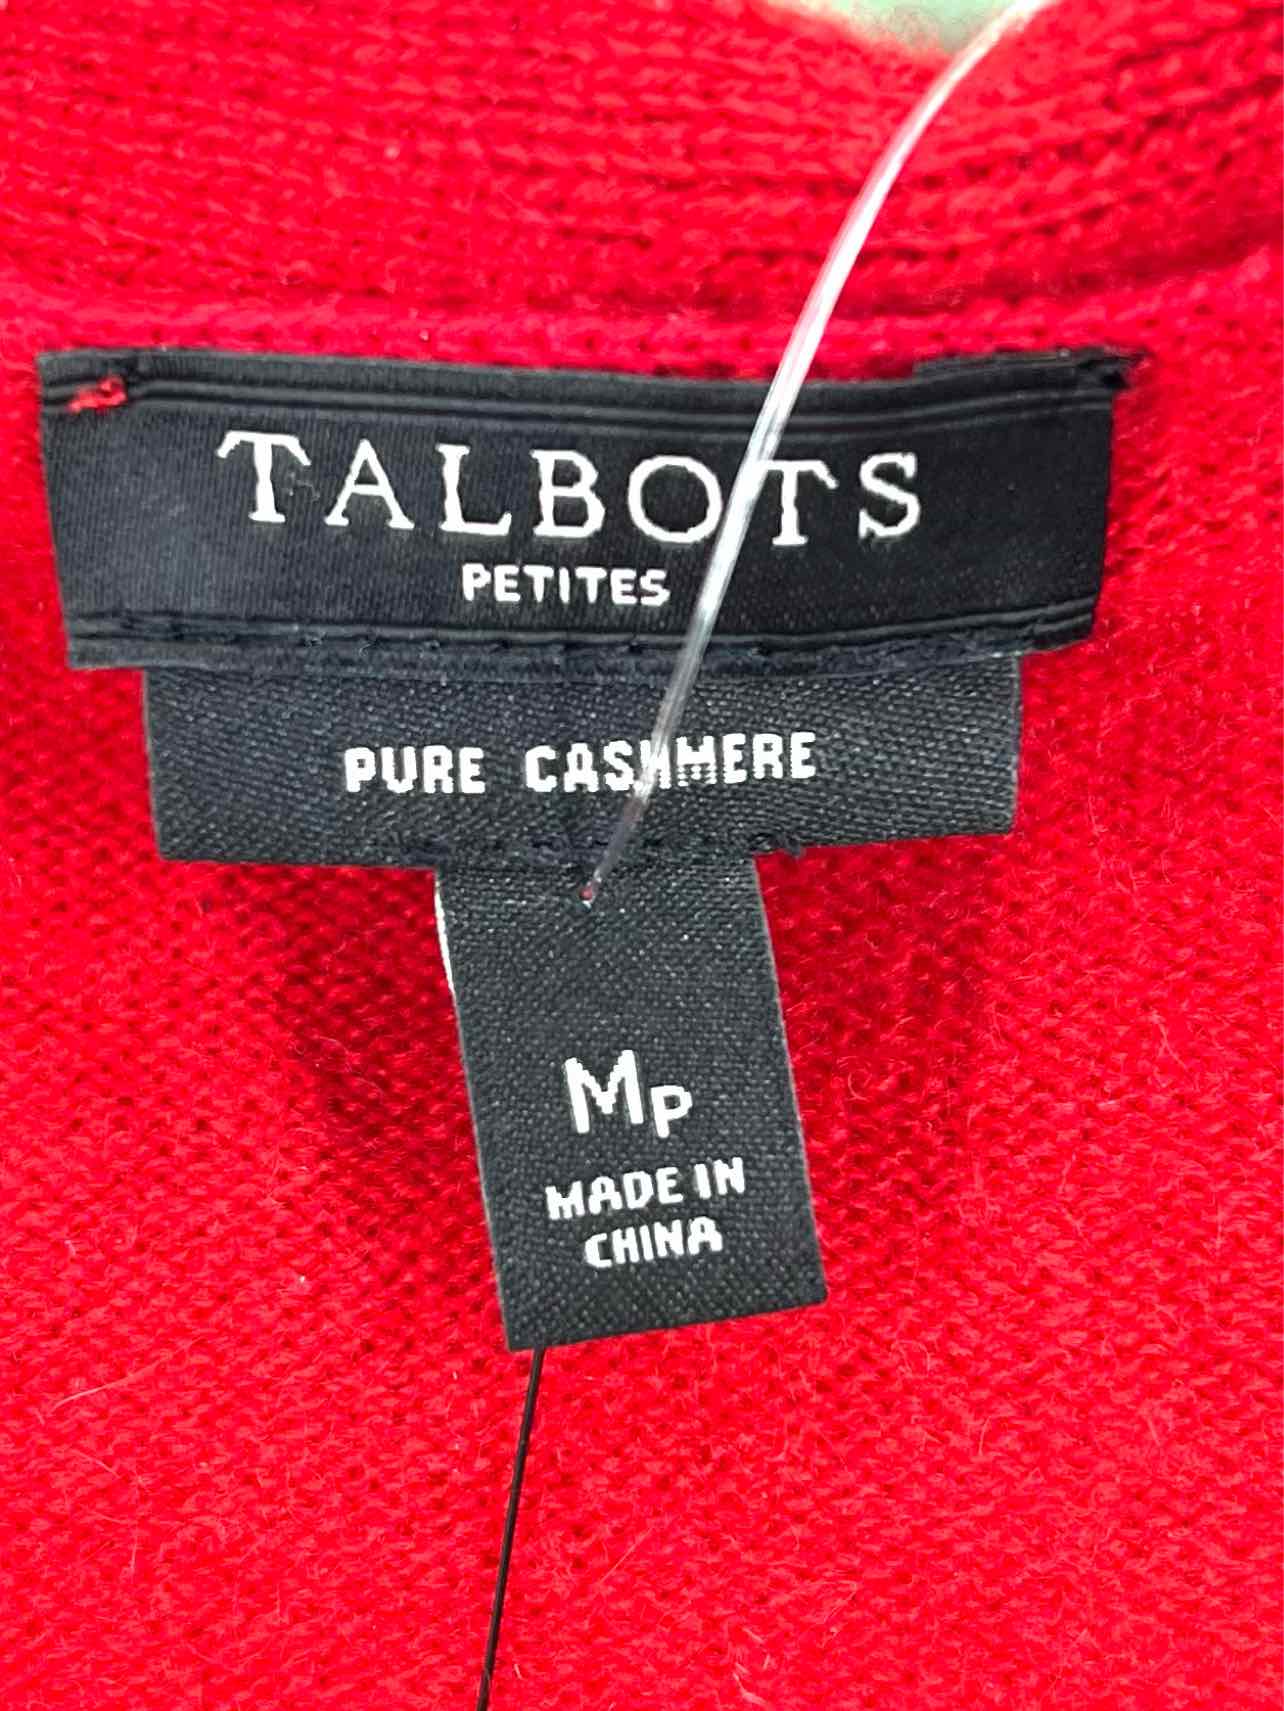 TALBOTS
PETITES
PURE CASHMERE
MP
MADE IN
CHINA